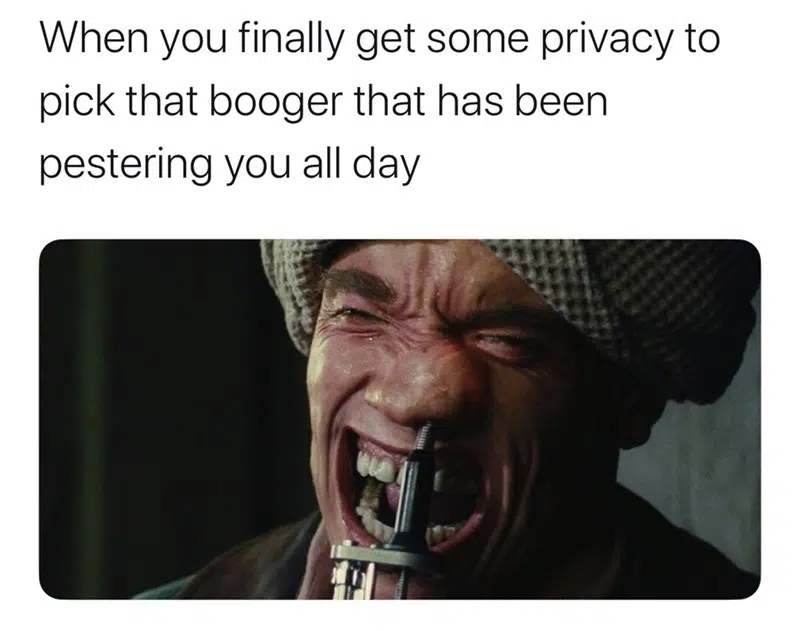 When you finally get some privacy to
pick that booger that has been
pestering you all day